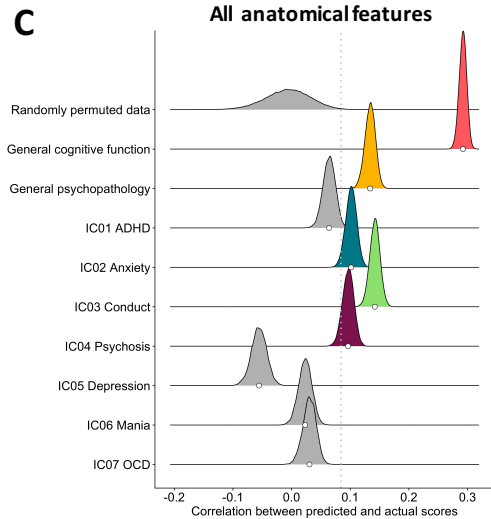 C
All anatomical features
Randomly permuted data
General cognitive function
General psychopathology
IC01 ADHD
IC02 Anxiety
IC03 Conduct
IC04 Psychosis
IC05 Depression
IC06 Mania
IC07 OCD
-0.2 -0.1 0.0 0.1 0.2 0.3
Correlation between predicted and actual scores